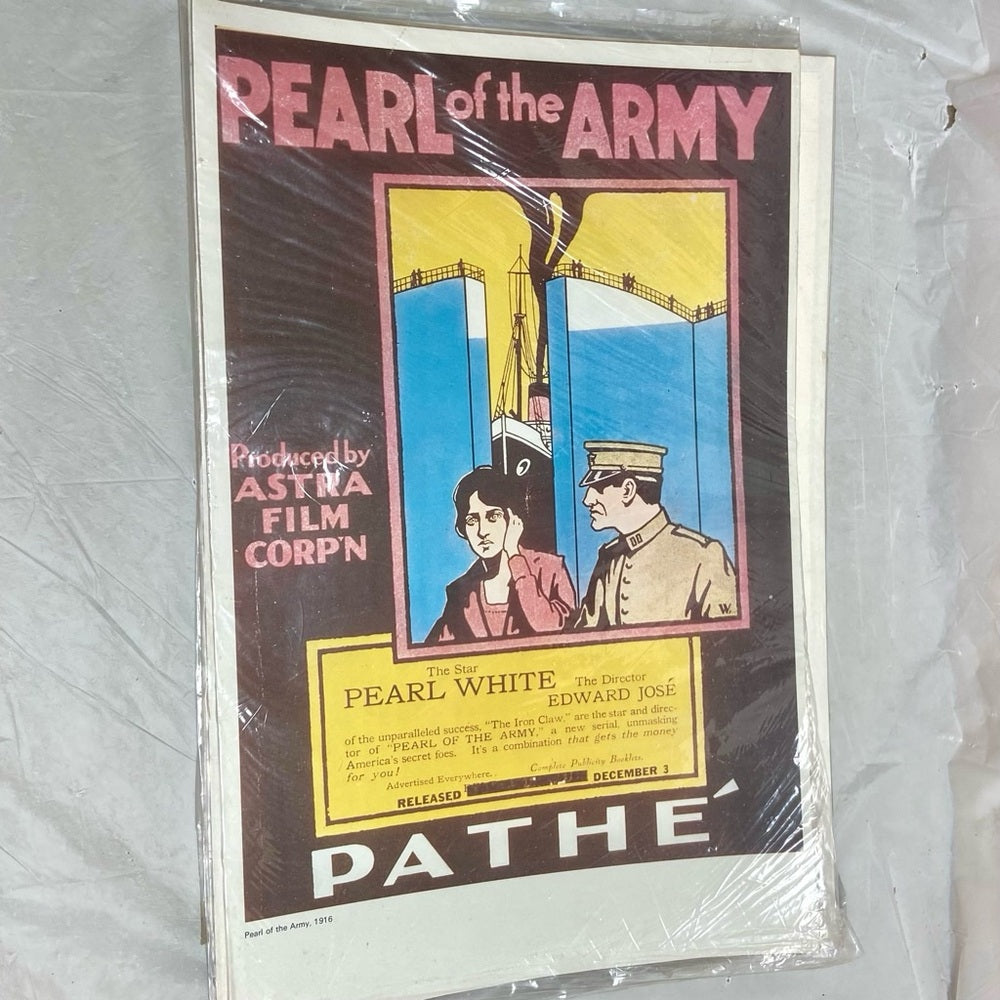 PEARL of the ARMY
Produced by
ASTRA
FILM
CORP'N
W.
The Star
PEARL WHITE
The Director
EDWARD JOSÉ
of the unparalleled success, "The Iron Claw," are the star and direc-
tor of "PEARL OF THE ARMY," a new serial, unmasking
America's secret foes. It's a combination that gets the money
for you!
Advertised Everywhere.
Complete Publicity Booklets.
RELEASED DECEMBER 3
PATHÉ
Pearl of the Army, 1916